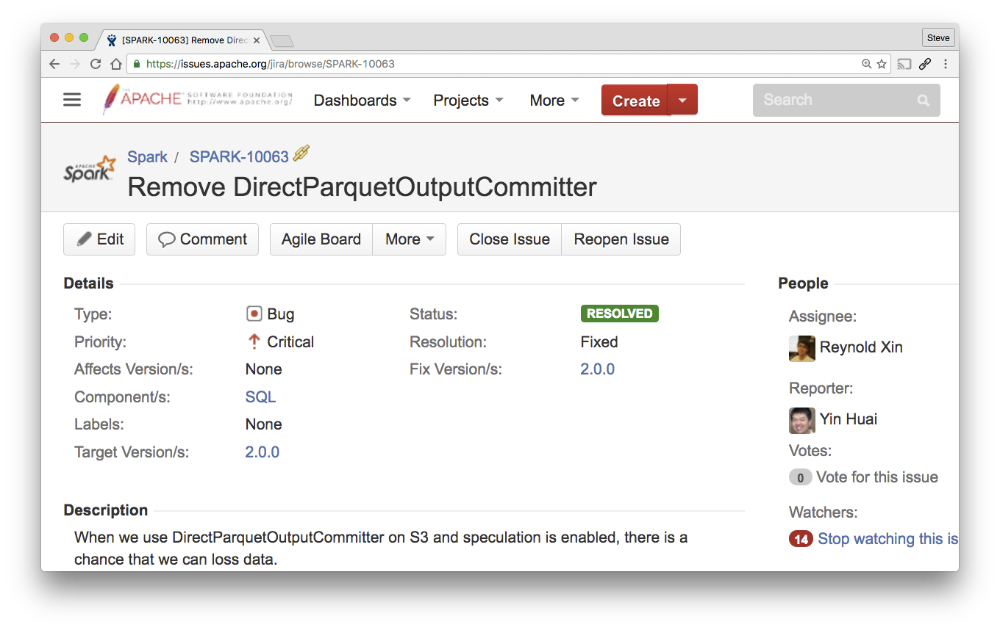 [SPARK-10063] Remove Direc
Steve
https://issues.apache.org/jira/browse/SPARK-10063
THE
APACHE SOFTWARE FOUNDATION
http://www.apache.org/
Dashboards Projects More Create Search
APACHE
Spark
Spark / SPARK-10063
Remove DirectParquetOutputCommitter
Edit Comment Agile Board More Close Issue Reopen Issue
Details
Type: Bug Status: RESOLVED
Priority: Critical Resolution: Fixed
Affects Version/s: None Fix Version/s: 2.0.0
Component/s: SQL
Labels: None
Target Version/s: 2.0.0
Description
When we use DirectParquetOutputCommitter on S3 and speculation is enabled, there is a
chance that we can loss data.
People
Assignee:
Reynold Xin
Reporter:
Yin Huai
Votes:
0 Vote for this issue
Watchers:
14 Stop watching this is